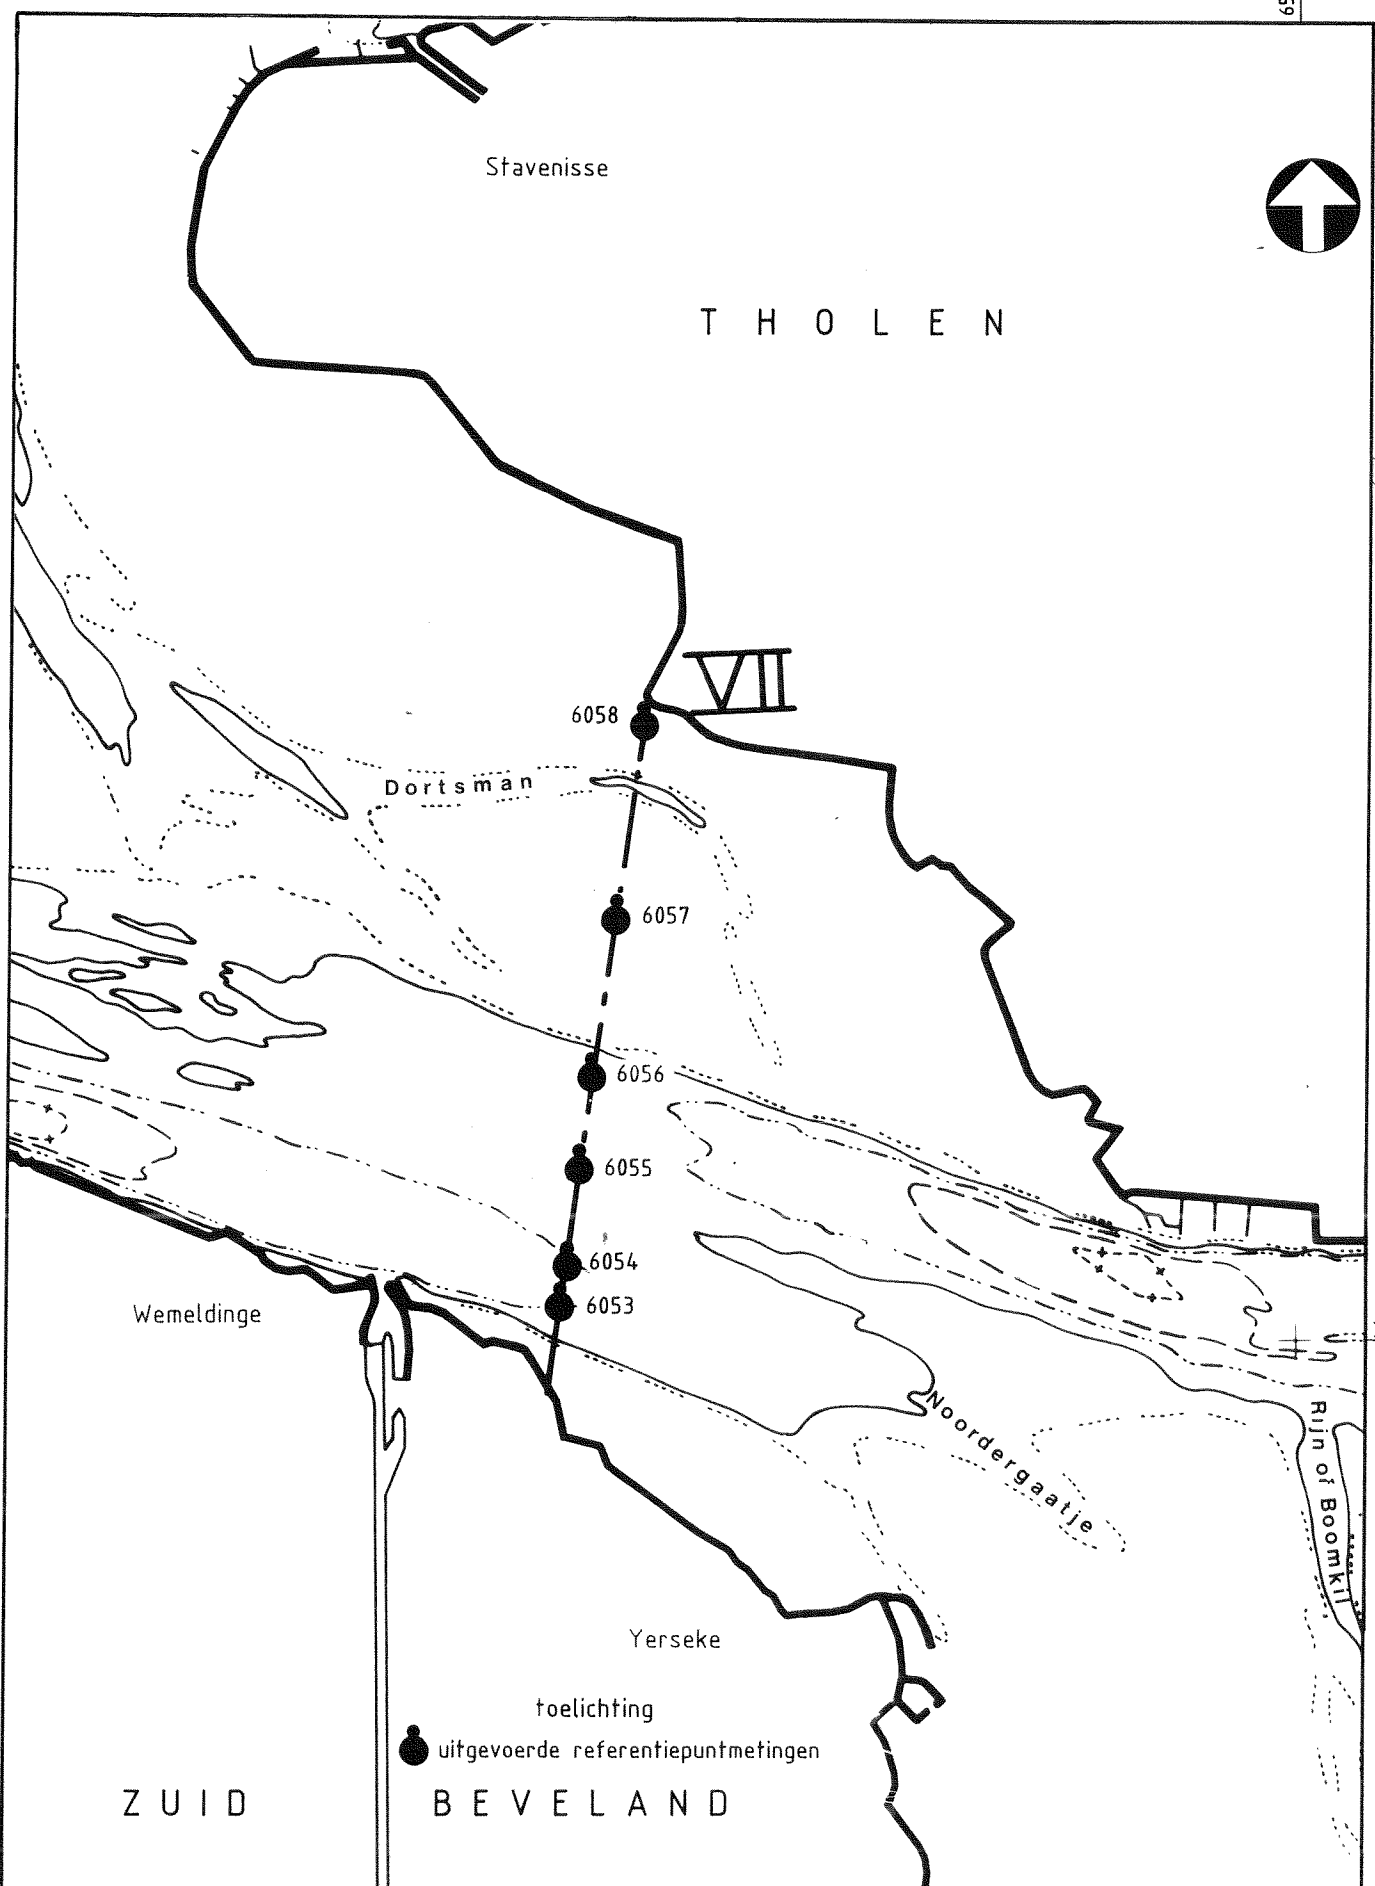 59
Stavenisse
THOLEN
VII
6058
Dortsman
6057
6056
6055
6054
6053
Wemeldinge
Noordergaatje
Rijn of Boomkil
Yerseke
toelichting
uitgevoerde referentiepuntmetingen
ZUID BEVELAND